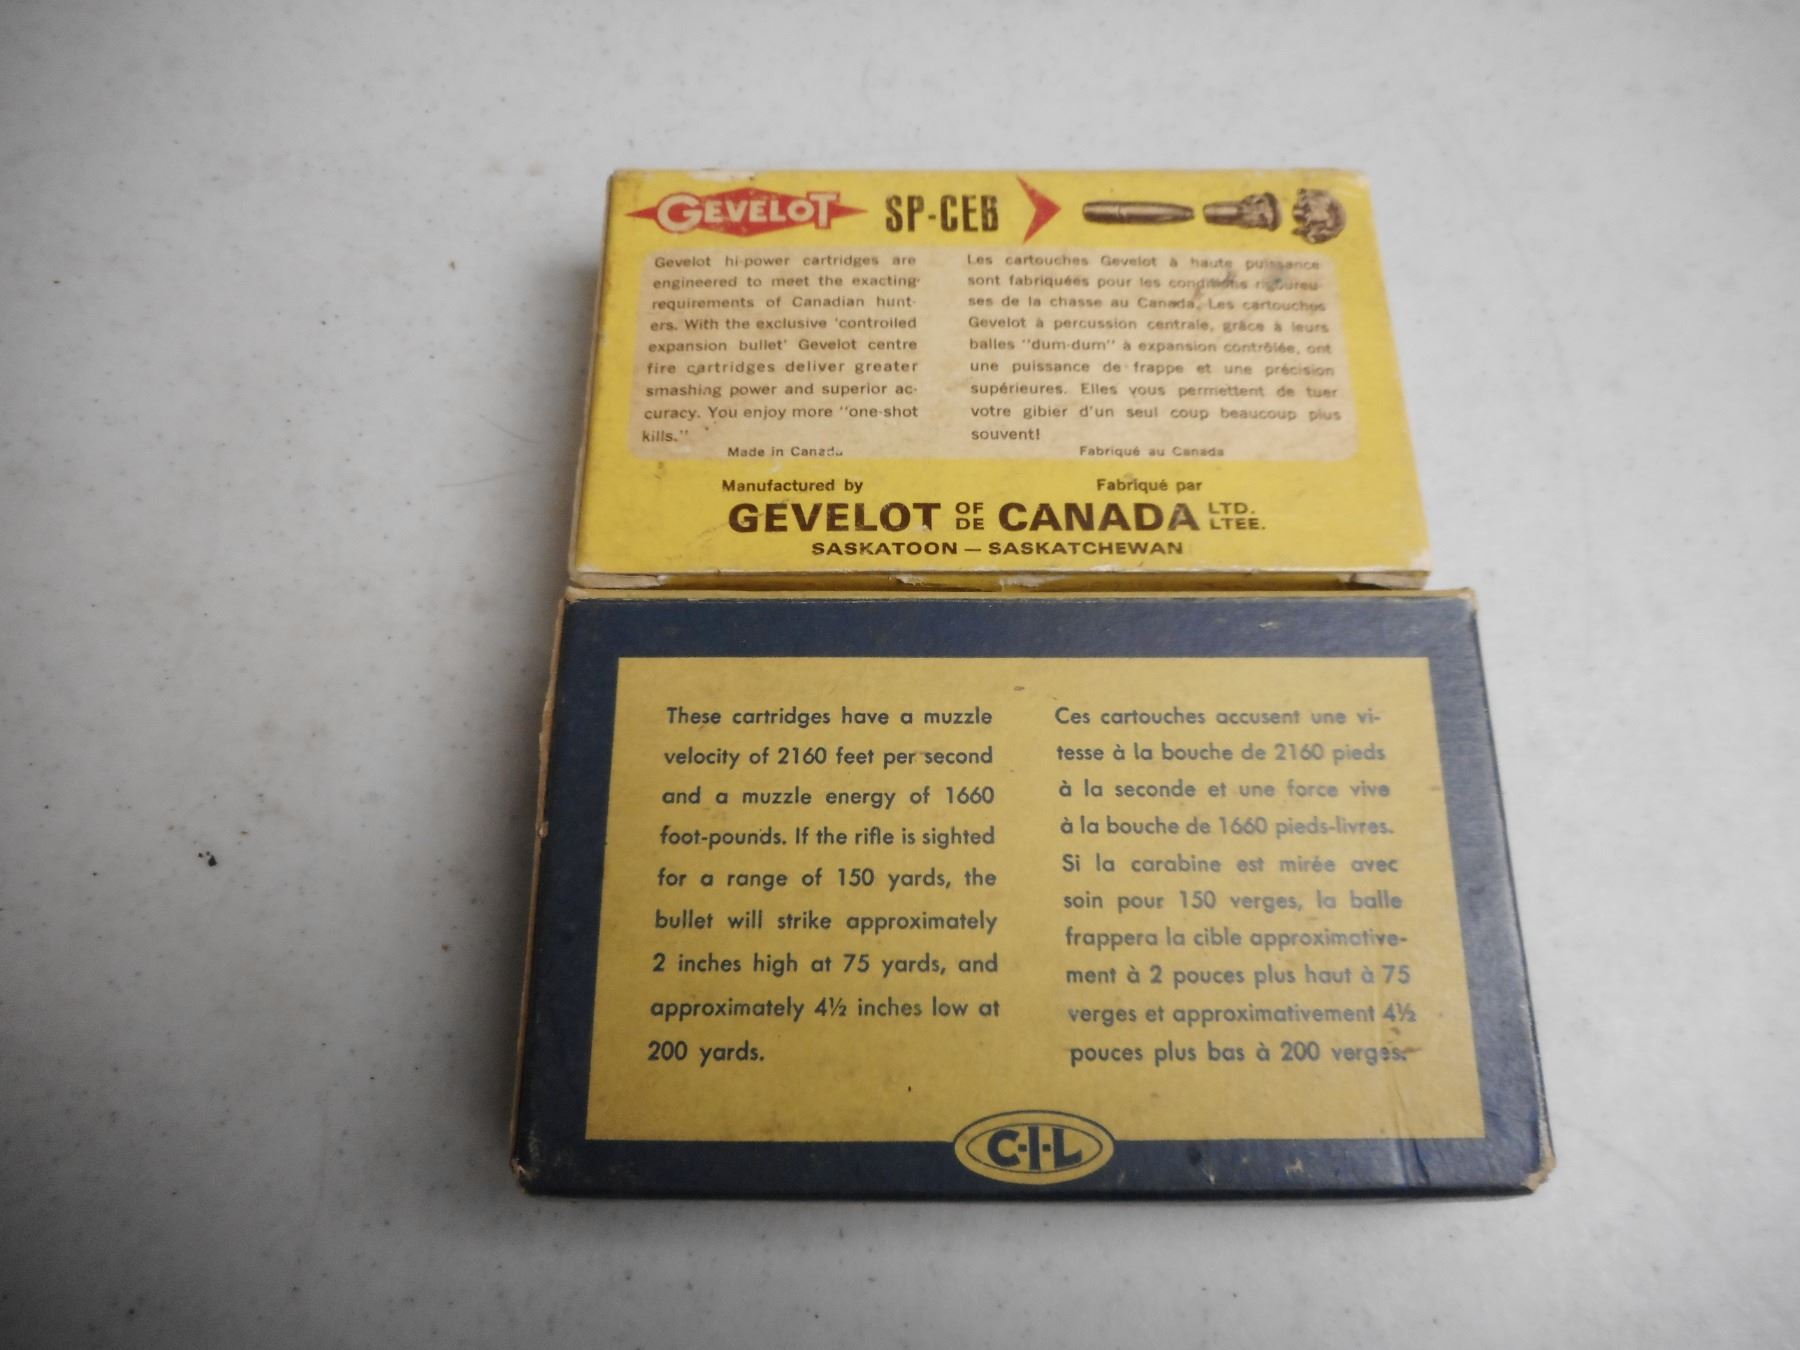 GEVELOT SP-CEB
Gevelot hi-power cartridges are
engineered to meet the exacting
requirements of Canadian hunt-
ers. With the exclusive 'controlled
expansion bullet' Gevelot centre
fire cartridges deliver greater
smashing power and superior ac-
curacy. You enjoy more "one-shot
kills."
Made in Canada
Les cartouches Gevelot à haute puissance
sont fabriquées pour les conditions rigoureu-
ses de la chasse au Canada. Les cartouches
Gevelot à percussion centrale, grâce à leurs
balles "dum-dum" à expansion contrôlée, ont
une puissance de frappe et une précision
supérieures. Elles vous permettent de tuer
votre gibier d'un seul coup beaucoup plus
souvent!
Fabriqué au Canada
Manufactured by Fabriqué par
GEVELOT OF DE CANADA LTD. LTEE.
SASKATOON — SASKATCHEWAN
These cartridges have a muzzle
velocity of 2160 feet per second
and a muzzle energy of 1660
foot-pounds. If the rifle is sighted
for a range of 150 yards, the
bullet will strike approximately
2 inches high at 75 yards, and
approximately 4½ inches low at
200 yards.
Ces cartouches accusent une vi-
tesse à la bouche de 2160 pieds
à la seconde et une force vive
à la bouche de 1660 pieds-livres.
Si la carabine est mirée avec
soin pour 150 verges, la balle
frappera la cible approximative-
ment à 2 pouces plus haut à 75
verges et approximativement 4½
pouces plus bas à 200 verges.
C-I-L